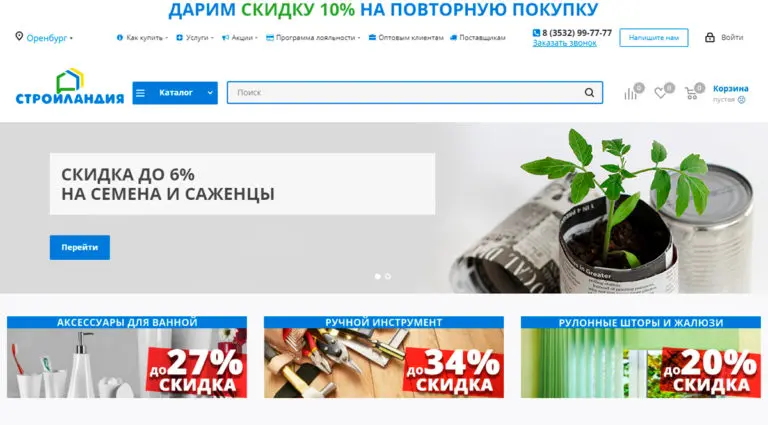 ДАРИМ СКИДКУ 10% НА ПОВТОРНУЮ ПОКУПКУ
Оренбург
Как купить
Услуги
Акции
Программа лояльности
Оптовым клиентам
Поставщикам
8 (3532) 99-77-77
Заказать звонок
Напишите нам
Войти
СТРОЙЛАНДИЯ
Каталог
Поиск
0
0
0
Корзина
пустая
СКИДКА ДО 6%
НА СЕМЕНА И САЖЕНЦЫ
Перейти
АКСЕССУАРЫ ДЛЯ ВАННОЙ
ДО 27%
СКИДКА
РУЧНОЙ ИНСТРУМЕНТ
ДО 34%
СКИДКА
РУЛОННЫЕ ШТОРЫ И ЖАЛЮЗИ
ДО 20%
СКИДКА